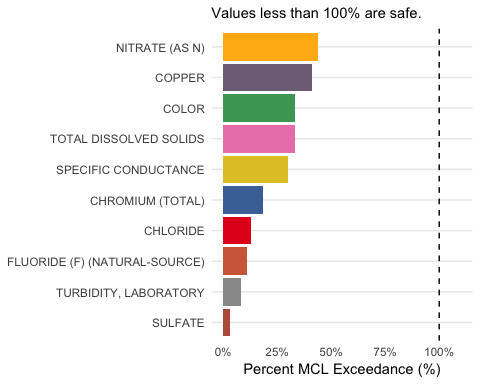 Values less than 100% are safe.
NITRATE (AS N)
COPPER
COLOR
TOTAL DISSOLVED SOLIDS
SPECIFIC CONDUCTANCE
CHROMIUM (TOTAL)
CHLORIDE
FLUORIDE (F) (NATURAL-SOURCE)
TURBIDITY, LABORATORY
SULFATE
0% 25% 50% 75% 100%
Percent MCL Exceedance (%)